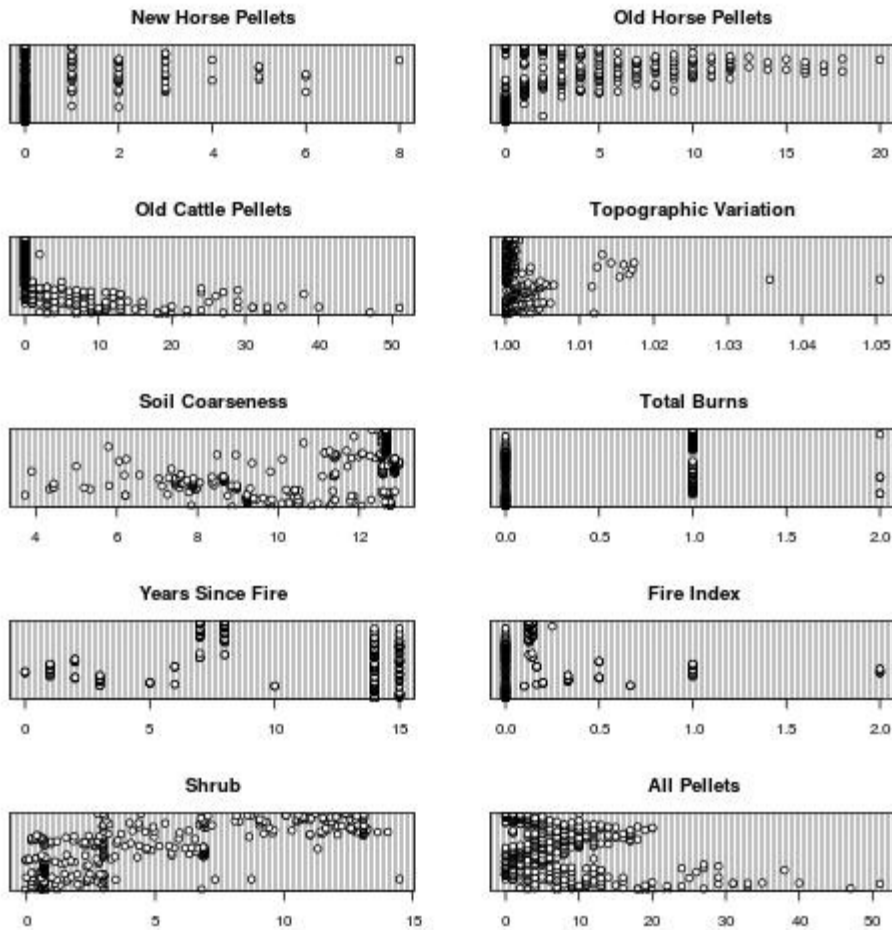 New Horse Pellets
Old Horse Pellets
0 2 4 6 8
0 5 10 15 20
Old Cattle Pellets
Topographic Variation
0 10 20 30 40 50
1.00 1.01 1.02 1.03 1.04 1.05
Soil Coarseness
Total Burns
4 6 8 10 12
0.0 0.5 1.0 1.5 2.0
Years Since Fire
Fire Index
0 5 10 15
0.0 0.5 1.0 1.5 2.0
Shrub
All Pellets
0 5 10 15
0 10 20 30 40 50